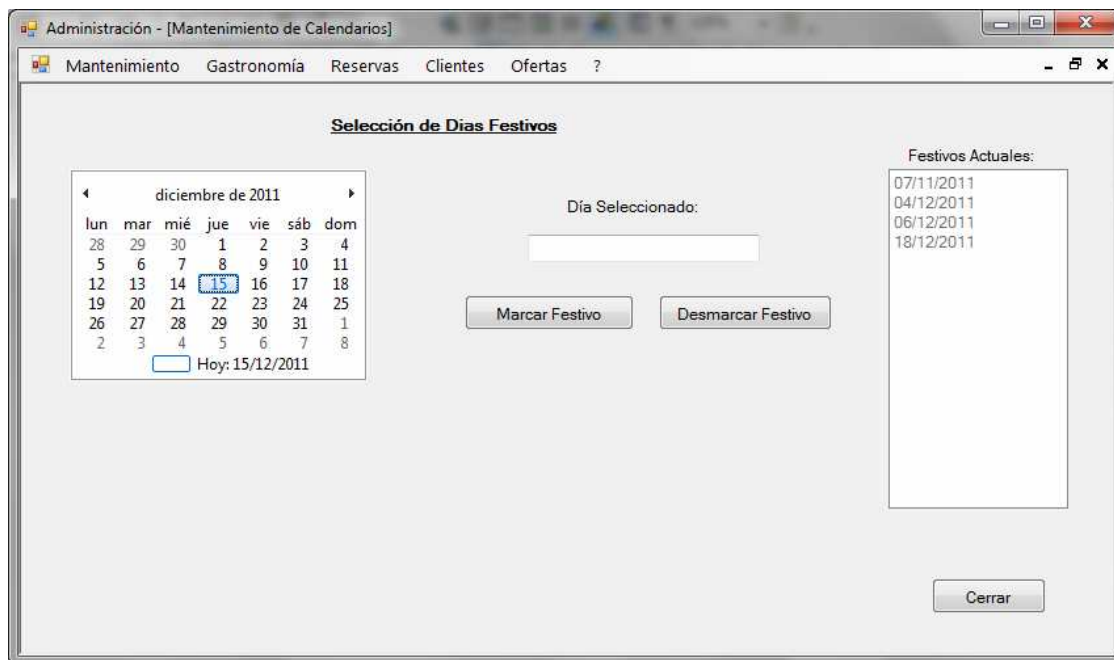 Administración - [Mantenimiento de Calendarios]
Mantenimiento Gastronomía Reservas Clientes Ofertas ?
Selección de Dias Festivos
diciembre de 2011
lun mar mié jue vie sáb dom
28 29 30 1 2 3 4
5 6 7 8 9 10 11
12 13 14 15 16 17 18
19 20 21 22 23 24 25
26 27 28 29 30 31 1
2 3 4 5 6 7 8
Hoy: 15/12/2011
Día Seleccionado:
Marcar Festivo Desmarcar Festivo
Festivos Actuales:
07/11/2011
04/12/2011
06/12/2011
18/12/2011
Cerrar